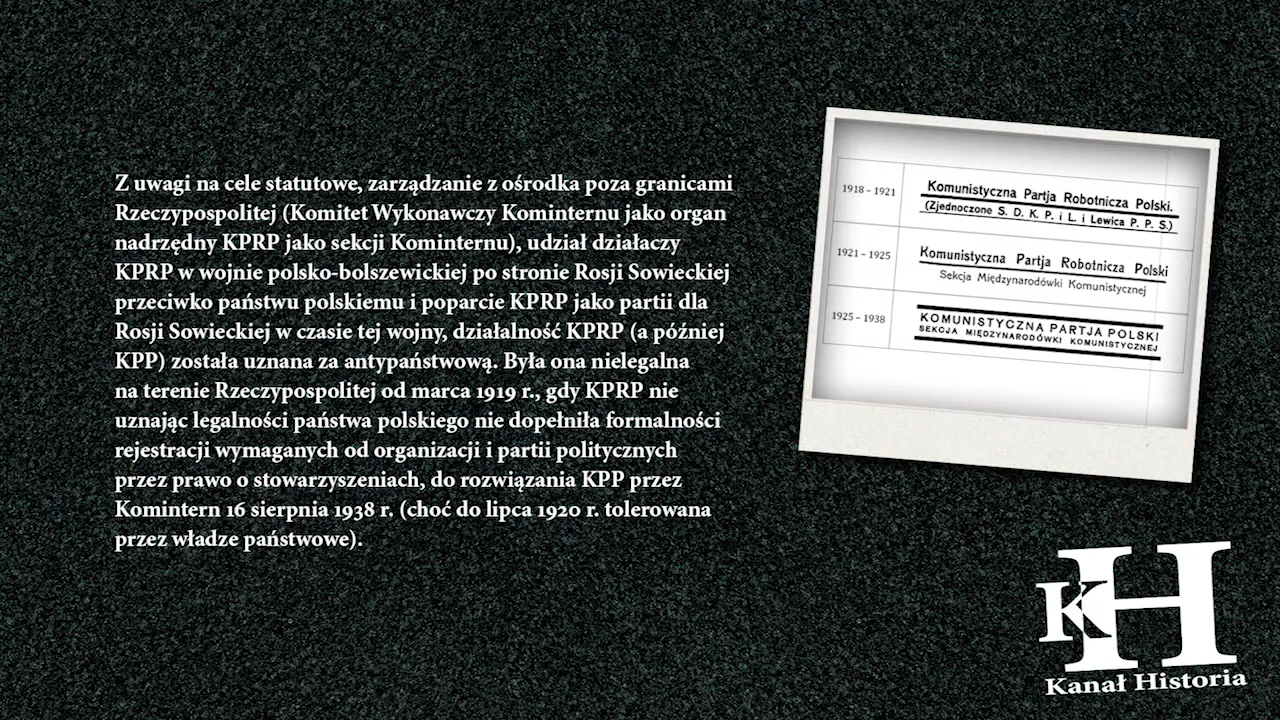 Z uwagi na cele statutowe, zarządzanie z ośrodka poza granicami
Rzeczypospolitej (Komitet Wykonawczy Kominternu jako organ
nadrzędny KPRP jako sekcji Kominternu), udział działaczy
KPRP w wojnie polsko-bolszewickiej po stronie Rosji Sowieckiej
przeciwko państwu polskiemu i poparcie KPRP jako partii dla
Rosji Sowieckiej w czasie tej wojny, działalność KPRP (a później
KPP) została uznana za antypaństwową. Była ona nielegalna
na terenie Rzeczypospolitej od marca 1919 r., gdy KPRP nie
uznając legalności państwa polskiego nie dopełniła formalności
rejestracji wymaganych od organizacji i partii politycznych
przez prawo o stowarzyszeniach, do rozwiązania KPP przez
Komintern 16 sierpnia 1938 r. (choć do lipca 1920 r. tolerowana
przez władze państwowe).
1918 – 1921
Komunistyczna Partja Robotnicza Polski.
(Zjednoczone S. D. K. P. i L. i Lewica P. P. S.)
1921 – 1925
Komunistyczna Partja Robotnicza Polski
Sekcja Międzynarodówki Komunistycznej
1925 – 1938
KOMUNISTYCZNA PARTJA POLSKI
SEKCJA MIĘDZYNARODÓWKI KOMUNISTYCZNEJ
KH
Kanał Historia